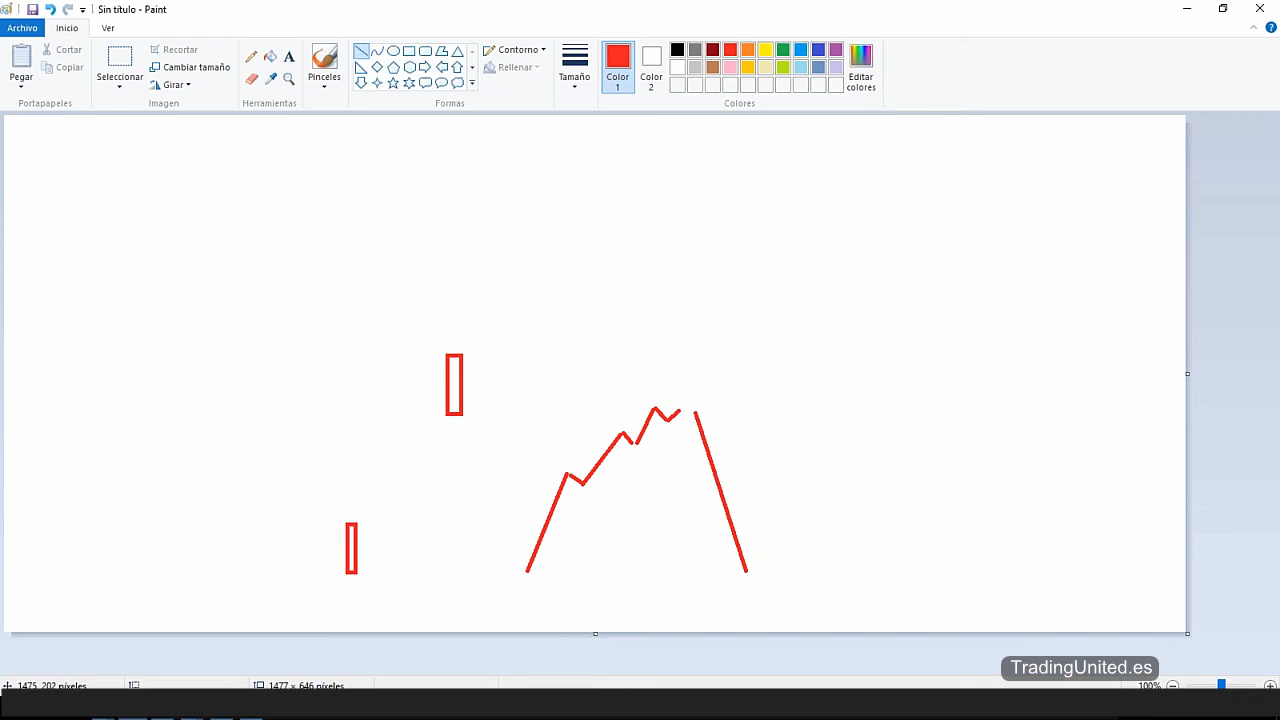 Sin título - Paint
Archivo Inicio Ver
Pegar
Cortar
Copiar
Portapapeles
Seleccionar
Recortar
Cambiar tamaño
Girar
Imagen
A
Herramientas
Pinceles
Contorno
Rellenar
Formas
Tamaño
Color
1
Color
2
Editar
colores
Colores
TradingUnited.es
1475, 202 píxeles
1477 × 646 píxeles
100%